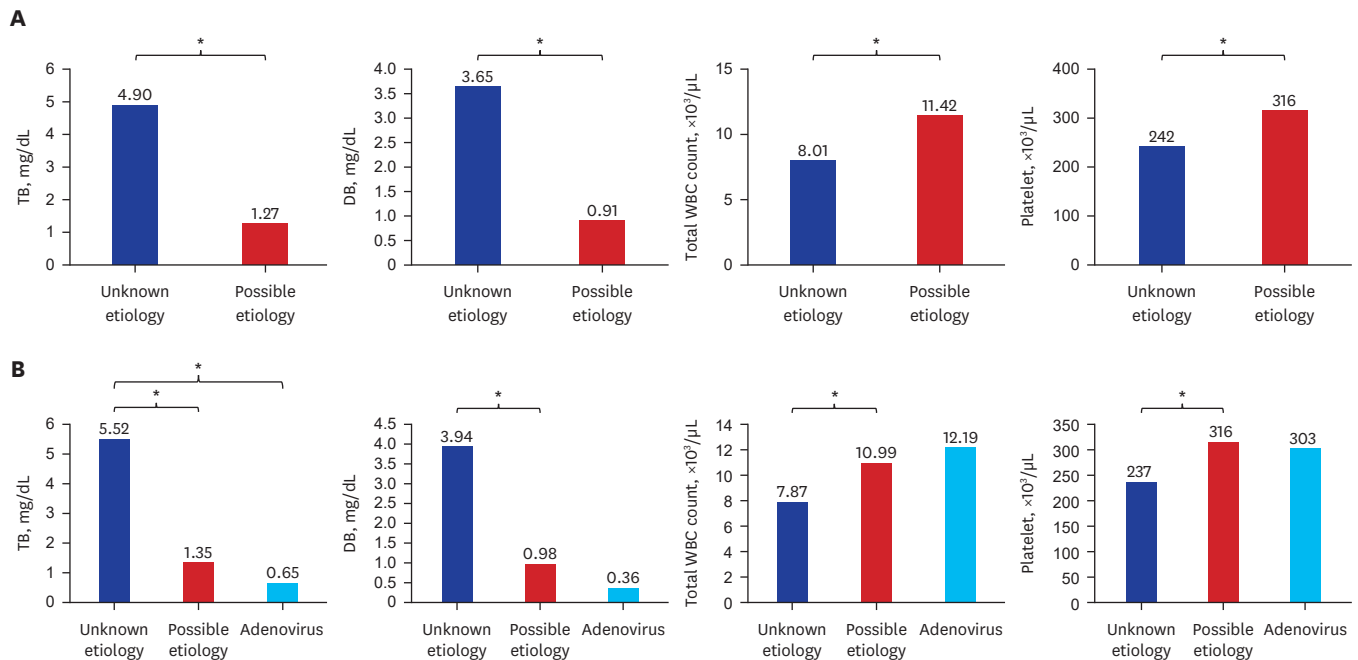 A
*
6
5
4
3
2
1
0
TB, mg/dL
4.90
1.27
Unknown
etiology
Possible
etiology
*
4.0
3.5
3.0
2.5
2.0
1.5
1.0
0.5
0
DB, mg/dL
3.65
0.91
Unknown
etiology
Possible
etiology
*
15
10
5
0
Total WBC count, ×10³/μL
8.01
11.42
Unknown
etiology
Possible
etiology
*
400
300
200
100
0
Platelet, ×10³/μL
242
316
Unknown
etiology
Possible
etiology
B
*
*
6
5
4
3
2
1
0
TB, mg/dL
5.52
1.35
0.65
Unknown
etiology
Possible
etiology
Adenovirus
*
4.5
4.0
3.5
3.0
2.5
2.0
1.5
1.0
0.5
0
DB, mg/dL
3.94
0.98
0.36
Unknown
etiology
Possible
etiology
Adenovirus
*
14
12
10
8
6
4
2
0
Total WBC count, ×10³/μL
7.87
10.99
12.19
Unknown
etiology
Possible
etiology
Adenovirus
*
350
300
250
200
150
100
50
0
Platelet, ×10³/μL
237
316
303
Unknown
etiology
Possible
etiology
Adenovirus